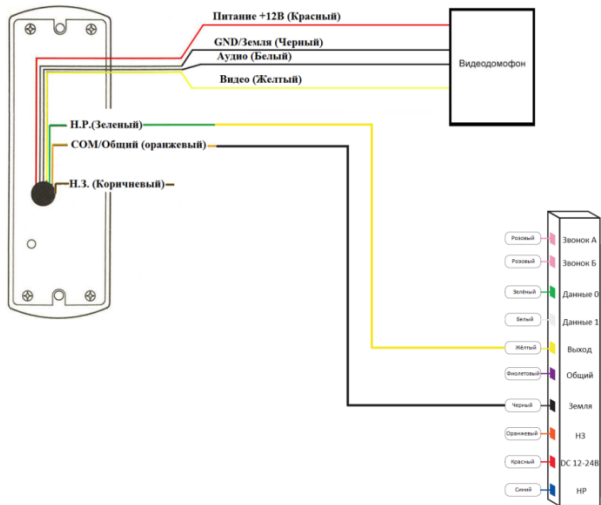 Питание +12В (Красный)
GND/Земля (Черный)
Аудио (Белый)
Видео (Желтый)
Видеодомофон
Н.Р.(Зеленый)
COM/Общий (оранжевый)
Н.З. (Коричневый)
Розовый Звонок А
Розовый Звонок Б
Зелёный Данные 0
Белый Данные 1
Жёлтый Выход
Фиолетовый Общий
Черный Земля
Оранжевый НЗ
Красный DC 12-24В
Синий НР